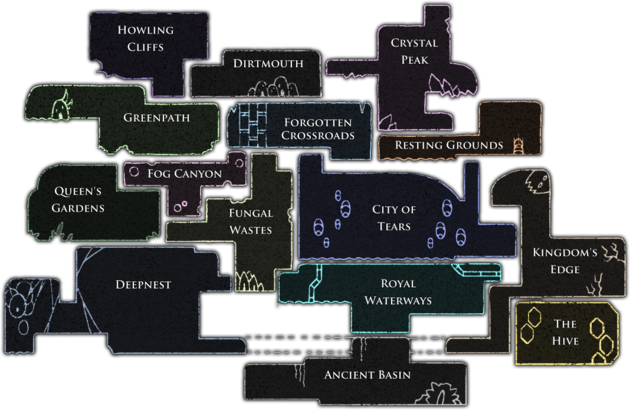 HOWLING
CLIFFS
DIRTMOUTH
CRYSTAL
PEAK
GREENPATH
FORGOTTEN
CROSSROADS
RESTING GROUNDS
QUEEN'S
GARDENS
FOG CANYON
FUNGAL
WASTES
CITY OF
TEARS
KINGDOM'S
EDGE
DEEPNEST
ROYAL
WATERWAYS
THE
HIVE
ANCIENT BASIN